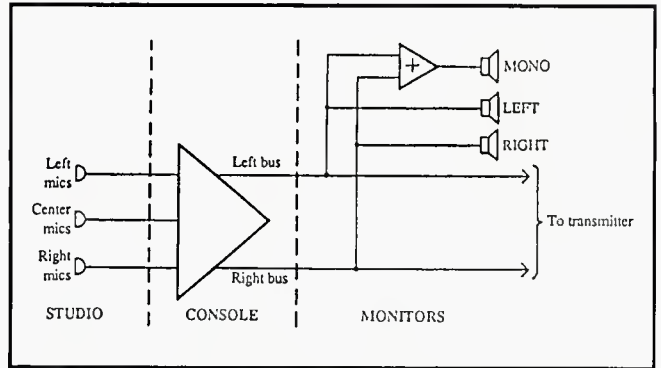 MONO
LEFT
RIGHT
Left
mics
Left bus
Center
mics
To transmitter
Right
mics
Right bus
STUDIO
CONSOLE
MONITORS